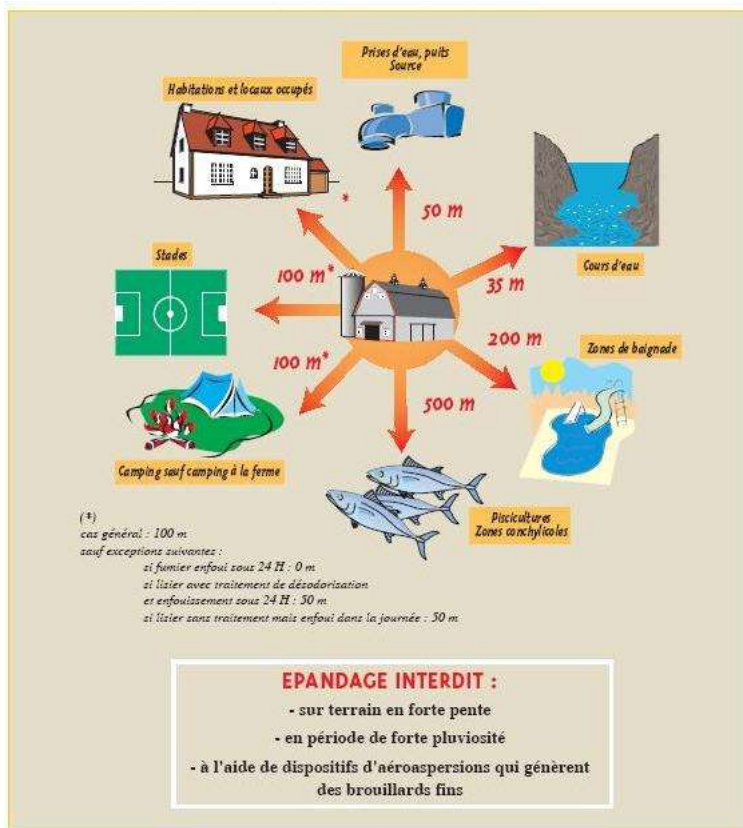 Prises d'eau, puits
Source
Habitations et locaux occupés
*
50 m
Cours d'eau
35 m
Stades
100 m*
200 m
Zones de baignade
100 m*
500 m
Camping sauf camping à la ferme
Piscicultures
Zones conchylicoles
(*)
cas général : 100 m
sauf exceptions suivantes :
si fumier enfoui sous 24 H : 0 m
si lisier avec traitement de désodorisation
et enfouissement sous 24 H : 50 m
si lisier sans traitement mais enfoui dans la journée : 50 m
EPANDAGE INTERDIT :
- sur terrain en forte pente
- en période de forte pluviosité
- à l'aide de dispositifs d'aéroaspersions qui génèrent
des brouillards fins